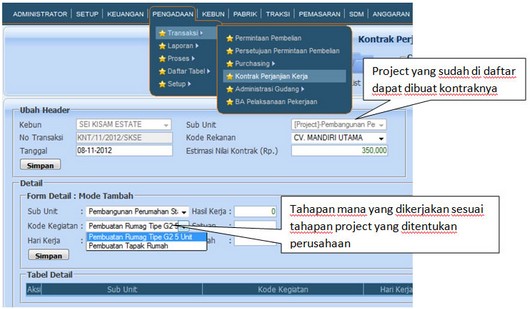 ADMINISTRATOR SETUP KEUANGAN PENGADAAN KEBUN PABRIK TRAKSI PEMASARAN SDM ANGGARAN
Transaksi
Laporan
Proses
Daftar Tabel
Setup
Permintaan Pembelian
Persetujuan Permintaan Pembelian
Purchasing
Kontrak Perjanjian Kerja
Administrasi Gudang
BA Pelaksanaan Pekerjaan
Kontrak Perj
List
Project yang sudah di daftar
dapat dibuat kontraknya
Ubah Header
Kebun SEI KISAM ESTATE Sub Unit [Project]-Pembangunan Pe
No Transaksi KNT/11/2012/SKSE Kode Rekanan CV. MANDIRI UTAMA
Tanggal 08-11-2012 Estimasi Nilai Kontrak (Rp.) 350.000
Simpan
Detail
Form Detail : Mode Tambah
Sub Unit : Pembangunan Perumahan St. Hasil Kerja : 0
Kode Kegiatan : Pembuatan Rumag Tipe G2 5 Satuan
Hari Kerja : Pembuatan Rumag Tipe G2 5 Unit
Pembuatan Tapak Rumah
Simpan
Tahapan mana yang dikerjakan sesuai
tahapan project yang ditentukan
perusahaan
Tabel Detail
Aksi Sub Unit Kode Kegiatan Hari Kerja